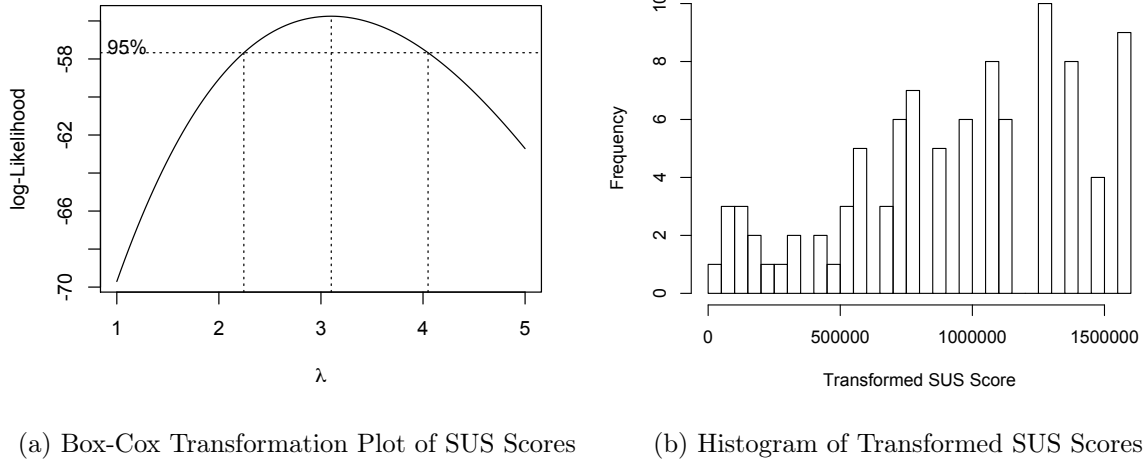 95%
-58
-62
-66
-70
log-Likelihood
1 2 3 4 5
λ
10
8
6
4
2
0
Frequency
0 500000 1000000 1500000
Transformed SUS Score
(a) Box-Cox Transformation Plot of SUS Scores
(b) Histogram of Transformed SUS Scores